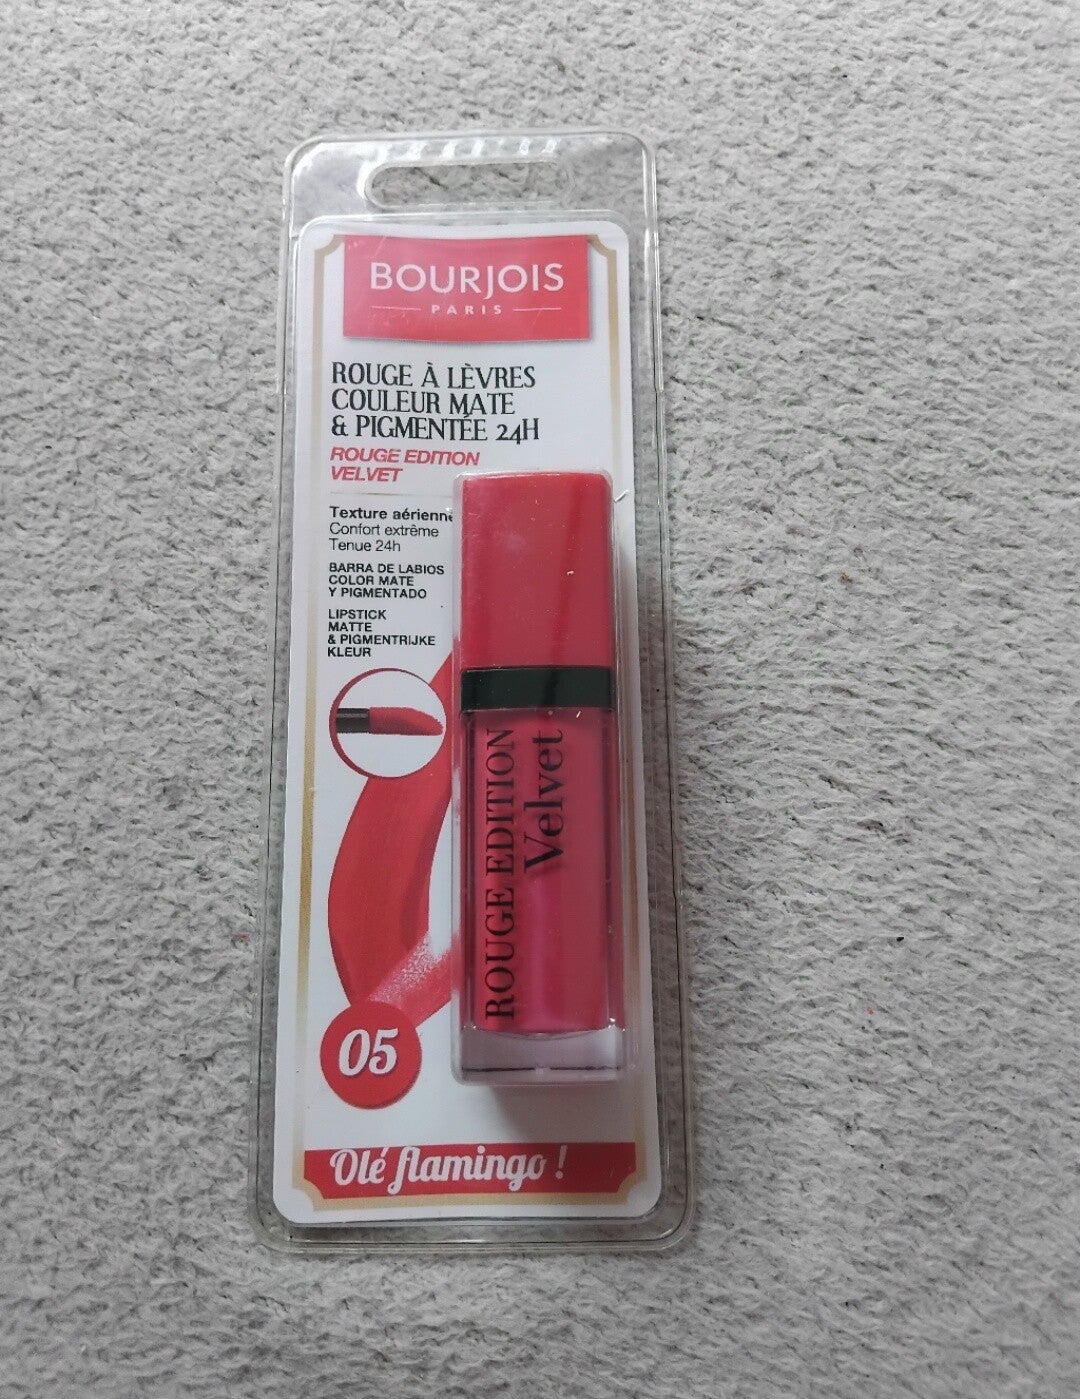 BOURJOIS
PARIS
ROUGE À LÈVRES
COULEUR MATE
& PIGMENTÉE 24H
ROUGE EDITION
VELVET
Texture aérienne
Confort extrême
Tenue 24h
BARRA DE LABIOS
COLOR MATE
Y PIGMENTADO
LIPSTICK
MATTE
& PIGMENTRIJKE
KLEUR
ROUGE EDITION
Velvet
05
Olé flamingo !